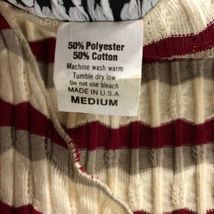 50% Polyester
50% Cotton
Machine wash warm
Tumble dry low
Do not use bleach
MADE IN U.S.A.
MEDIUM